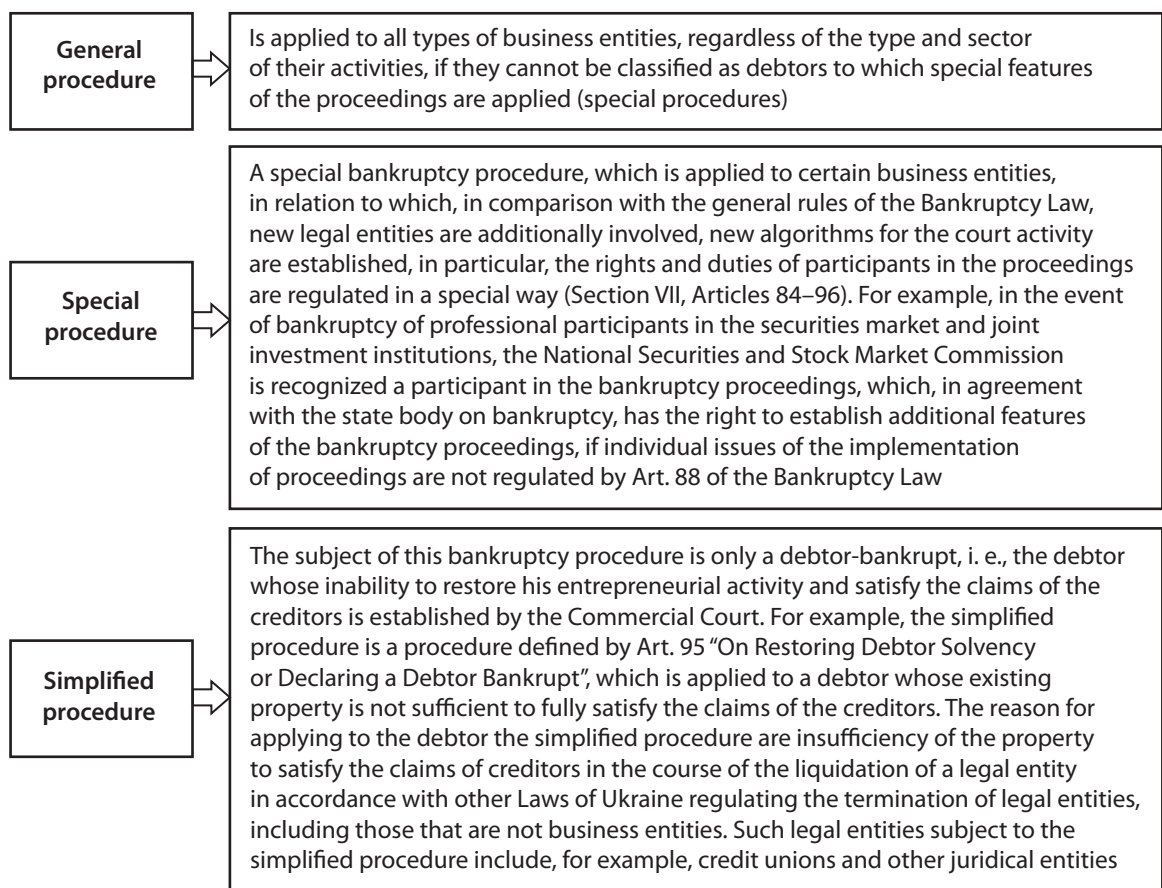 General
procedure
Is applied to all types of business entities, regardless of the type and sector
of their activities, if they cannot be classified as debtors to which special features
of the proceedings are applied (special procedures)
Special
procedure
A special bankruptcy procedure, which is applied to certain business entities,
in relation to which, in comparison with the general rules of the Bankruptcy Law,
new legal entities are additionally involved, new algorithms for the court activity
are established, in particular, the rights and duties of participants in the proceedings
are regulated in a special way (Section VII, Articles 84–96). For example, in the event
of bankruptcy of professional participants in the securities market and joint
investment institutions, the National Securities and Stock Market Commission
is recognized a participant in the bankruptcy proceedings, which, in agreement
with the state body on bankruptcy, has the right to establish additional features
of the bankruptcy proceedings, if individual issues of the implementation
of proceedings are not regulated by Art. 88 of the Bankruptcy Law
Simplified
procedure
The subject of this bankruptcy procedure is only a debtor-bankrupt, i. e., the debtor
whose inability to restore his entrepreneurial activity and satisfy the claims of the
creditors is established by the Commercial Court. For example, the simplified
procedure is a procedure defined by Art. 95 “On Restoring Debtor Solvency
or Declaring a Debtor Bankrupt”, which is applied to a debtor whose existing
property is not sufficient to fully satisfy the claims of the creditors. The reason for
applying to the debtor the simplified procedure are insufficiency of the property
to satisfy the claims of creditors in the course of the liquidation of a legal entity
in accordance with other Laws of Ukraine regulating the termination of legal entities,
including those that are not business entities. Such legal entities subject to the
simplified procedure include, for example, credit unions and other juridical entities